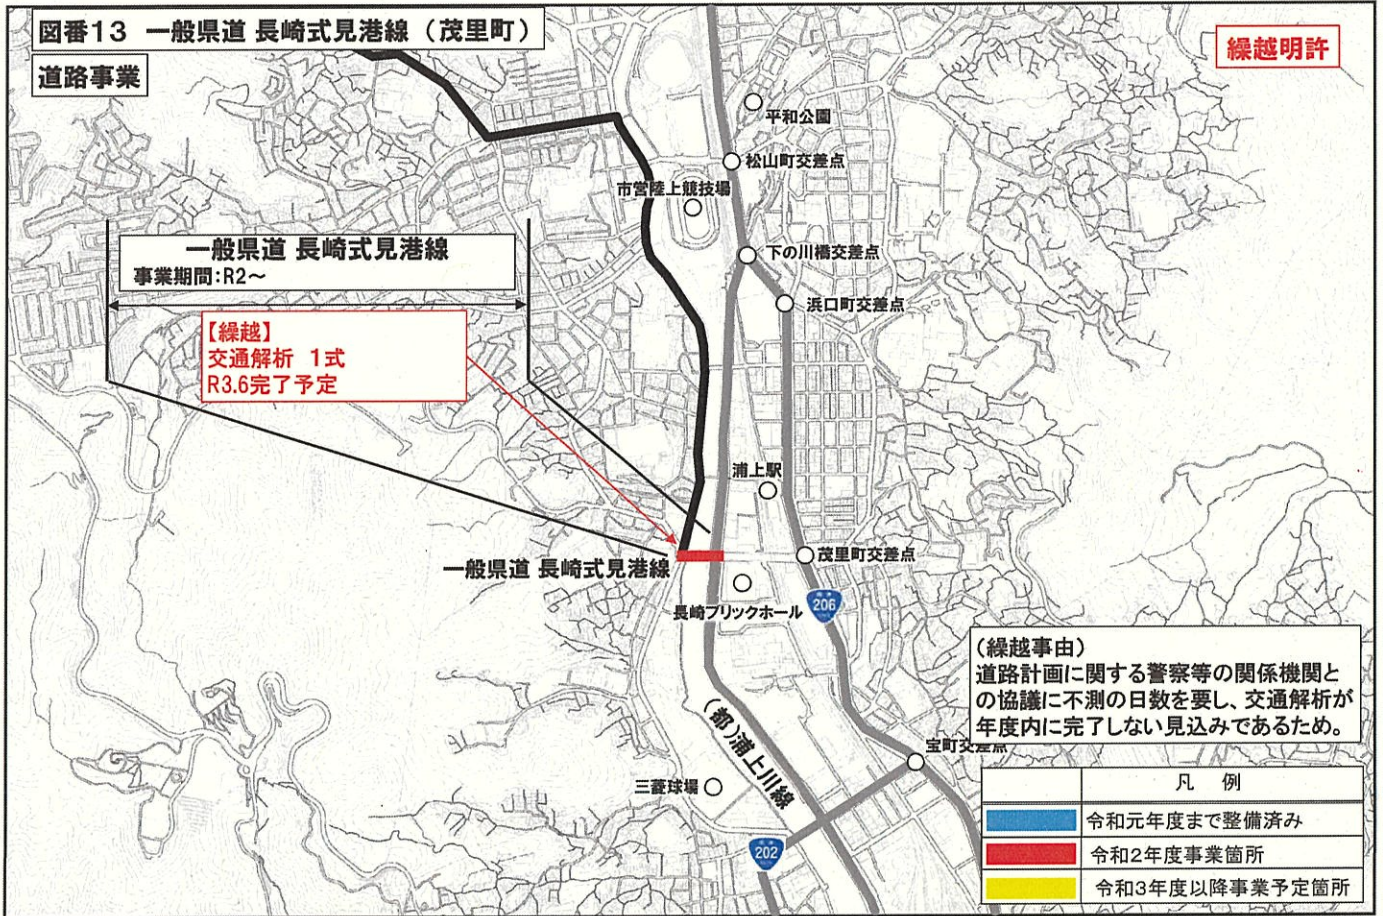 図番13 一般県道 長崎式見港線 (茂里町)
道路事業
繰越明許
平和公園
松山町交差点
市営陸上競技場
下の川橋交差点
浜口町交差点
一般県道 長崎式見港線
事業期間:R2～
【繰越】
交通解析 1式
R3.6完了予定
浦上駅
茂里町交差点
一般県道 長崎式見港線
長崎ブリックホール
206
(繰越事由)
道路計画に関する警察等の関係機関と
の協議に不測の日数を要し、交通解析が
年度内に完了しない見込みであるため。
(都)浦上川線
宝町交差点
三菱球場
202
凡 例
令和元年度まで整備済み
令和2年度事業箇所
令和3年度以降事業予定箇所